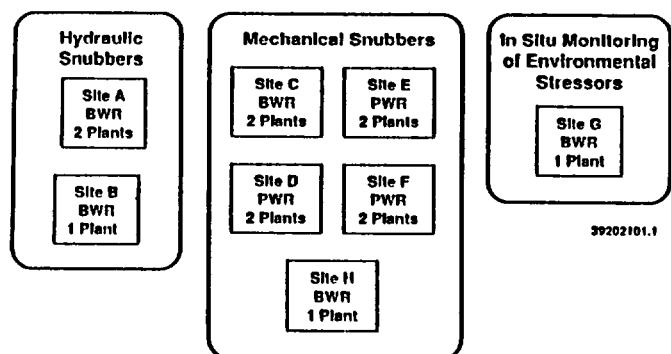 Hydraulic
Snubbers
Site A
BWR
2 Plants
Site B
BWR
1 Plant
Mechanical Snubbers
Site C
BWR
2 Plants
Site E
PWR
2 Plants
Site D
PWR
2 Plants
Site F
PWR
2 Plants
Site H
BWR
1 Plant
In Situ Monitoring
of Environmental
Stressors
Site G
BWR
1 Plant
39202101.1